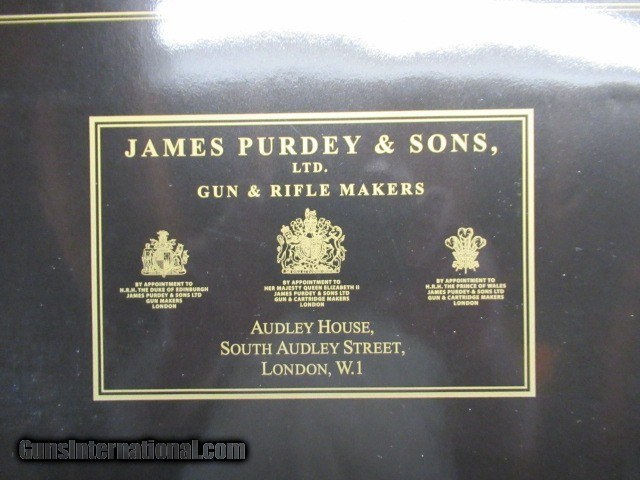 JAMES PURDEY & SONS,
LTD.
GUN & RIFLE MAKERS
BY APPOINTMENT TO
H.R.H. THE DUKE OF EDINBURGH
JAMES PURDEY & SONS LTD
GUN MAKERS
LONDON
BY APPOINTMENT TO
HER MAJESTY QUEEN ELIZABETH II
JAMES PURDEY & SONS LTD
GUN & CARTRIDGE MAKERS
LONDON
BY APPOINTMENT TO
H.R.H. THE PRINCE OF WALES
JAMES PURDEY & SONS LTD
GUN & CARTRIDGE MAKERS
LONDON
AUDLEY HOUSE,
SOUTH AUDLEY STREET,
LONDON, W.1
GunsInternational.com